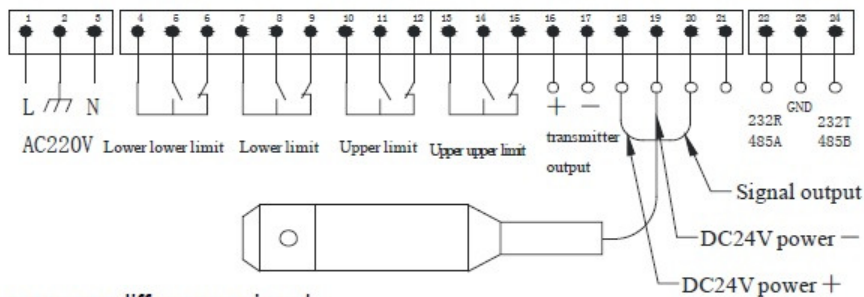 1 2 3 4 5 6 7 8 9 10 11 12 13 14 15 16 17 18 19 20 21 22 23 24
L N + −
AC220V Lower lower limit Lower limit Upper limit Upper upper limit
transmitter
output
GND
232R 232T
485A 485B
Signal output
DC24V power −
DC24V power +